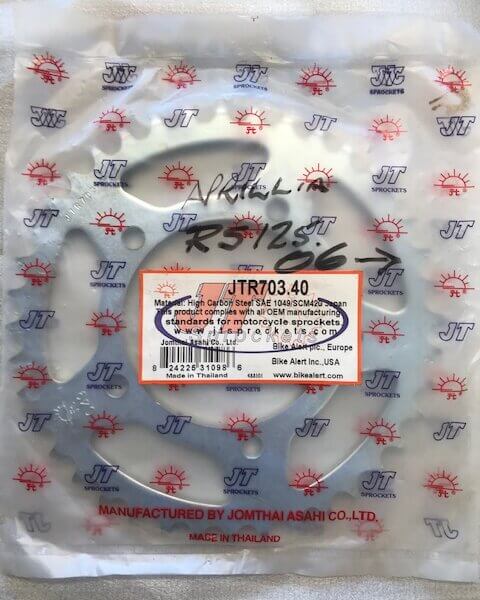 JT
SPROCKETS
APRILLIA
RS125.
06 →
JTR703.40
Material: High Carbon Steel SAE 1049/SCM420 Japan
This product complies with all OEM manufacturing
standards for motorcycle sprockets
www.jtsprockets.com
Jomthai Asahi Co., Ltd. Bike Alert plc., Europe
Bike Alert Inc.,USA
8 24225 31098 6
Made in Thailand www.bikealert.com
MANUFACTURED BY JOMTHAI ASAHI CO.,LTD.
MADE IN THAILAND